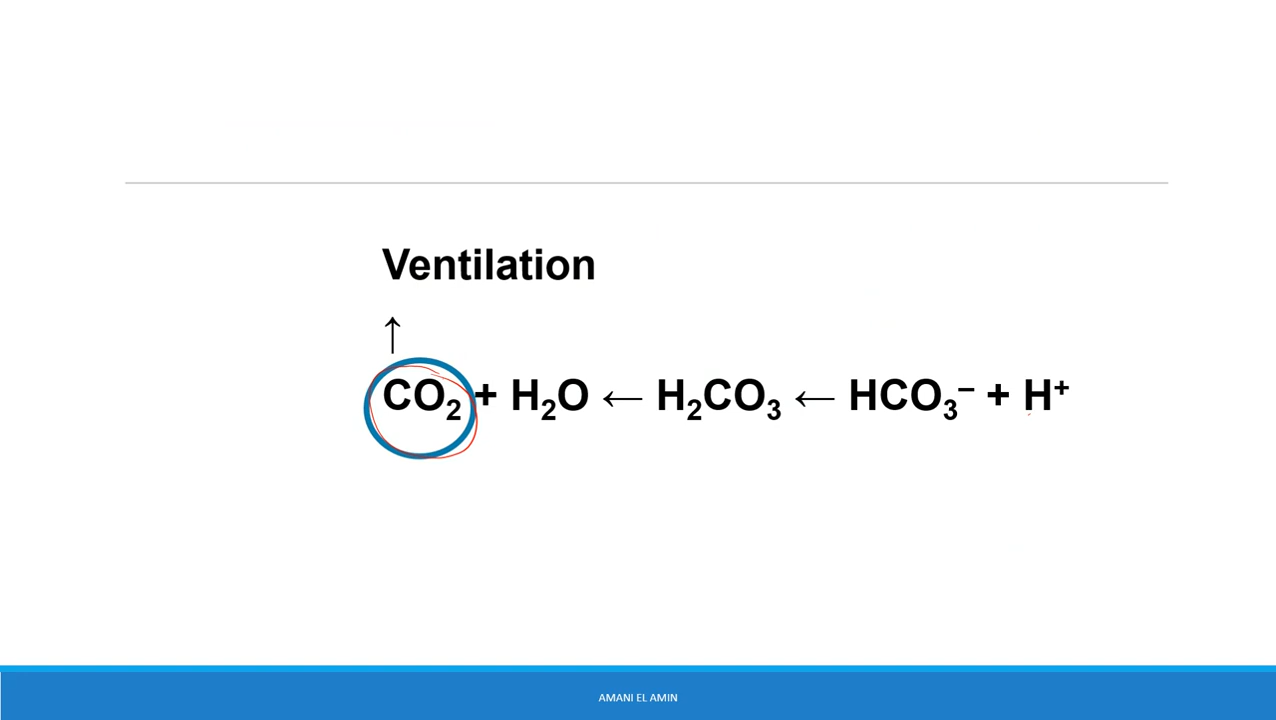 Ventilation
↑
CO₂ + H₂O ← H₂CO₃ ← HCO₃⁻ + H⁺
AMANI EL AMIN